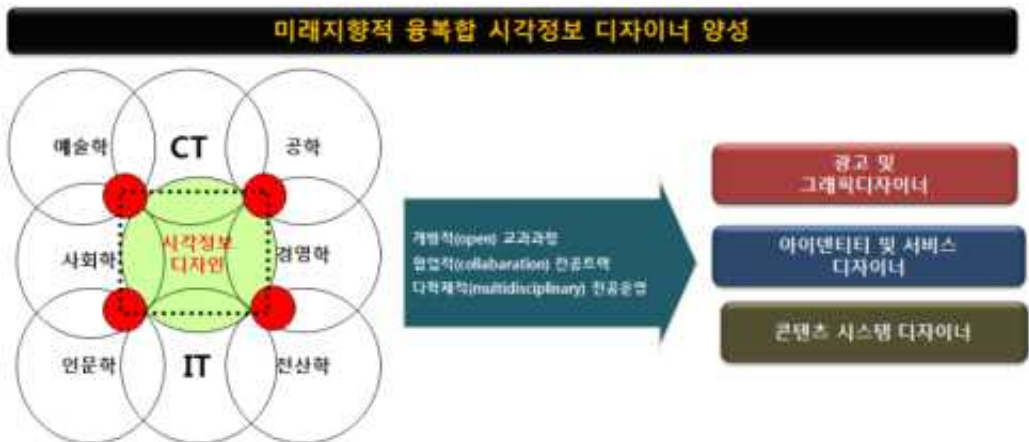 미래지향적 융복합 시각정보 디자이너 양성
예술학
CT
공학
사회학
시각정보
디자인
경영학
인문학
IT
전산학
개방적(open) 교과과정
협업적(collabaration) 전공트랙
다학제적(multidisciplinary) 전공운영
광고 및
그래픽디자이너
아이덴티티 및 서비스
디자이너
콘텐츠 시스템 디자이너